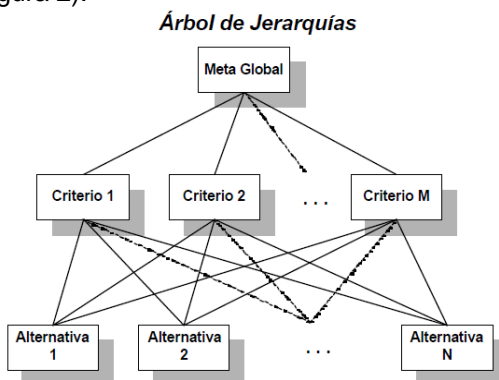 gura 2).
Árbol de Jerarquías
Meta Global
Criterio 1 Criterio 2 . . . Criterio M
Alternativa 1 Alternativa 2 . . . Alternativa N